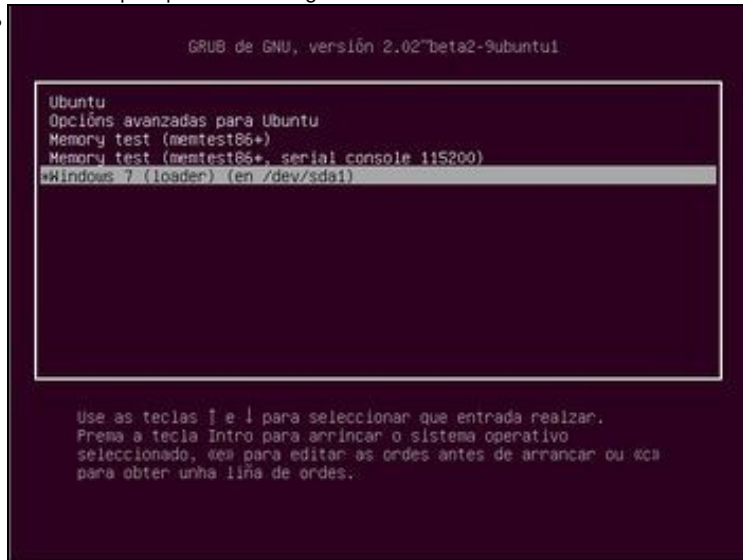 GRUB de GNU, versión 2.02~beta2-9ubuntu1
Ubuntu
Opcións avanzadas para Ubuntu
Memory test (memtest86+)
Memory test (memtest86+, serial console 115200)
*Windows 7 (loader) (en /dev/sda1)
Use as teclas ↑ e ↓ para seleccionar que entrada realzar.
Prema a tecla Intro para arrincar o sistema operativo
seleccionado, «e» para editar as ordes antes de arrancar ou «c»
para obter unha liña de ordes.